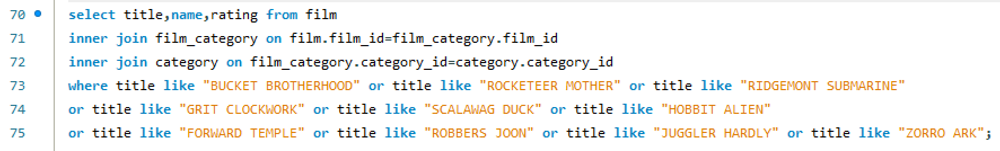 70 select title,name,rating from film
71 inner join film_category on film.film_id=film_category.film_id
72 inner join category on film_category.category_id=category.category_id
73 where title like "BUCKET BROTHERHOOD" or title like "ROCKETEER MOTHER" or title like "RIDGEMONT SUBMARINE"
74 or title like "GRIT CLOCKWORK" or title like "SCALAWAG DUCK" or title like "HOBBIT ALIEN"
75 or title like "FORWARD TEMPLE" or title like "ROBBERS JOON" or title like "JUGGLER HARDLY" or title like "ZORRO ARK";